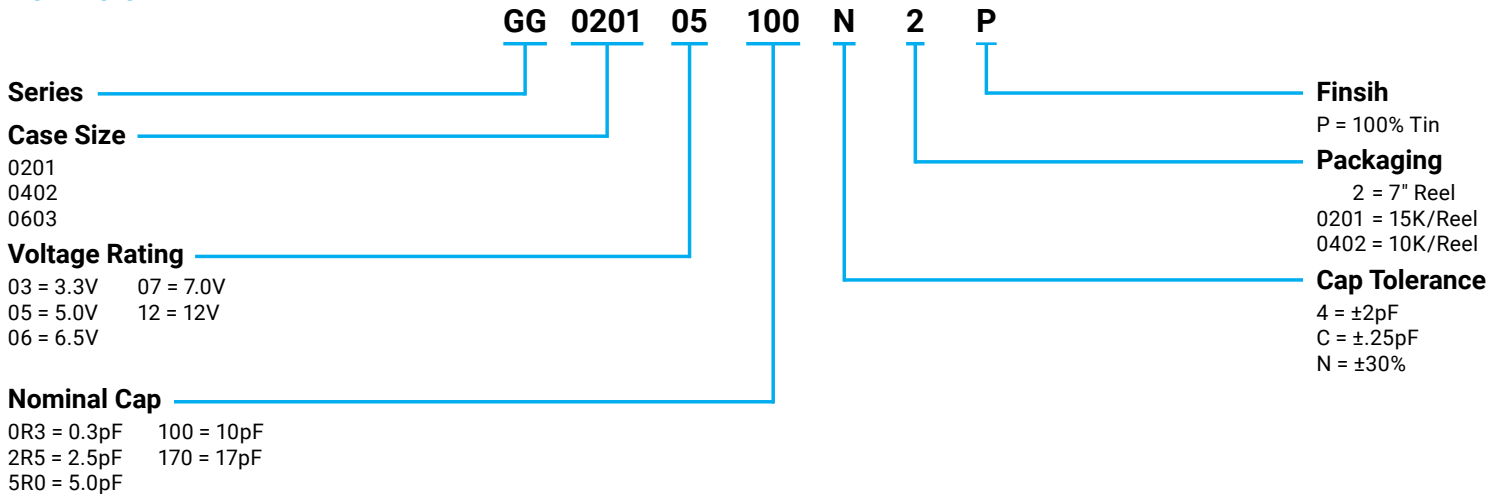 GG 0201 05 100 N 2 P
Series
Case Size
0201
0402
0603
Voltage Rating
03 = 3.3V 07 = 7.0V
05 = 5.0V 12 = 12V
06 = 6.5V
Nominal Cap
0R3 = 0.3pF 100 = 10pF
2R5 = 2.5pF 170 = 17pF
5R0 = 5.0pF
Finsih
P = 100% Tin
Packaging
2 = 7" Reel
0201 = 15K/Reel
0402 = 10K/Reel
Cap Tolerance
4 = ±2pF
C = ±.25pF
N = ±30%